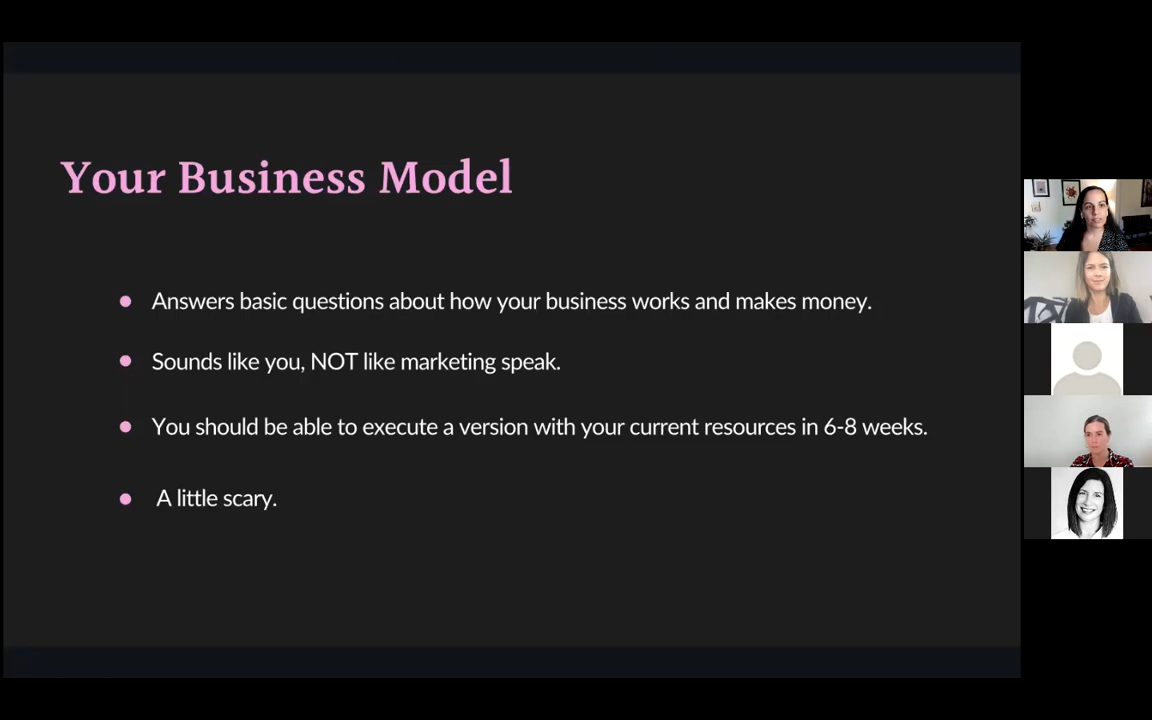 Your Business Model
Answers basic questions about how your business works and makes money.
Sounds like you, NOT like marketing speak.
You should be able to execute a version with your current resources in 6-8 weeks.
A little scary.